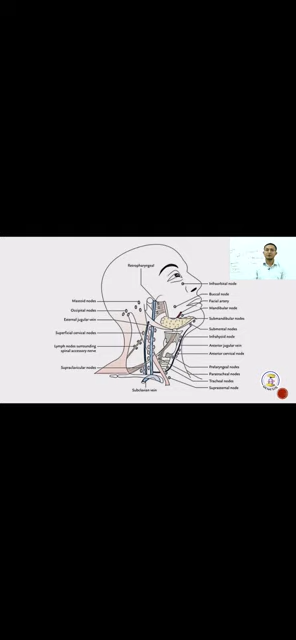 Nasopharyngeal
Mastoid nodes
Occipital nodes
External jugular vein
Superficial cervical nodes
Lymph nodes surrounding
spinal accessory nerve
Supraclavicular nodes
Subclavian vein
Infraorbital node
Buccal node
Facial artery
Mandibular node
Submandibular nodes
Submental nodes
Infrahyoid node
Anterior jugular vein
Anterior cervical node
Prelaryngeal nodes
Paratracheal nodes
Tracheal nodes
Suprasternal node